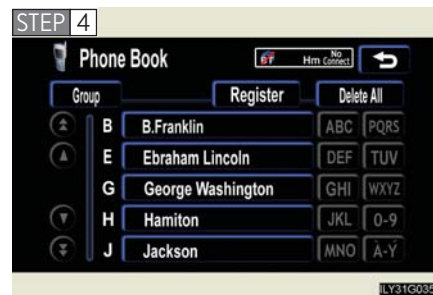 STEP 4
Phone Book BT Hm No Connect
Group Register Delete All
B B.Franklin ABC PQRS
E Ebraham Lincoln DEF TUV
G George Washington GHI WXYZ
H Hamiton JKL 0-9
J Jackson MNO À-Ý
ILY31G035